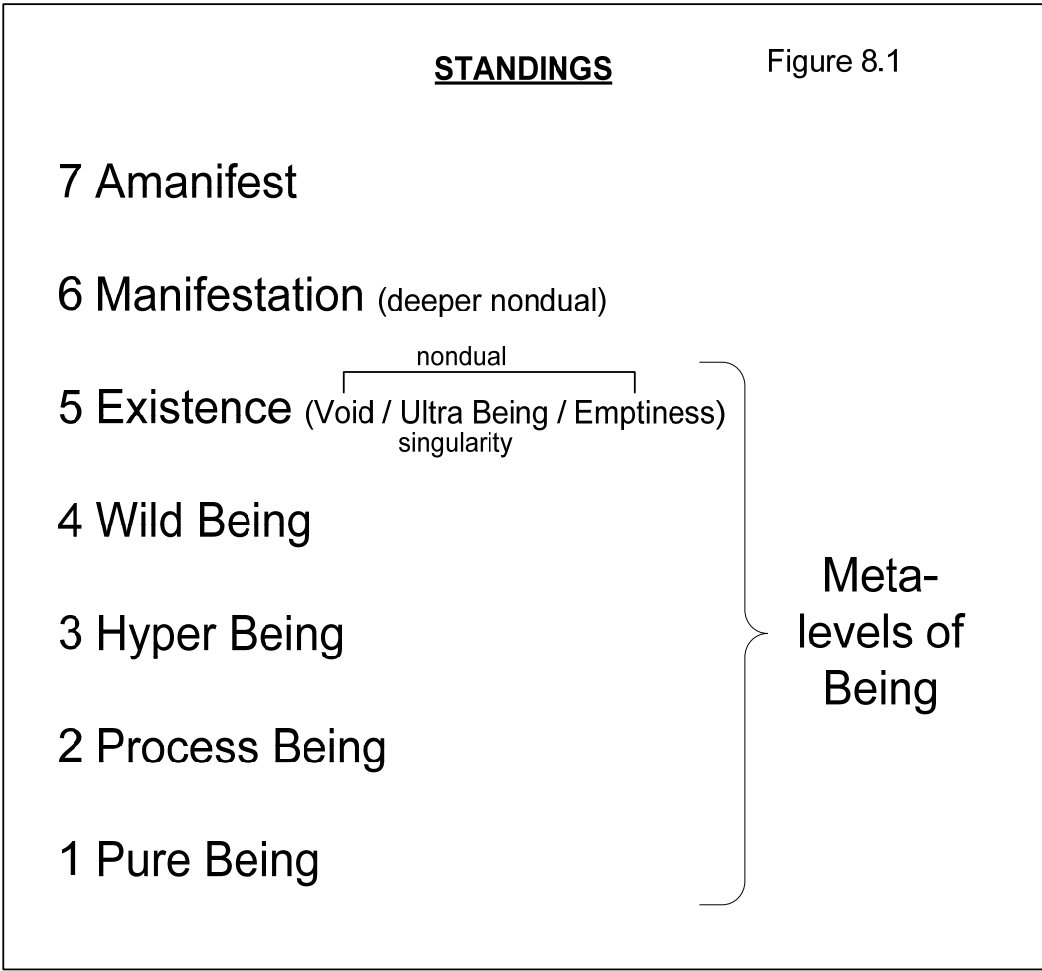 STANDINGS
Figure 8.1
7 Amanifest
6 Manifestation (deeper nondual)
nondual
5 Existence (Void / Ultra Being / Emptiness)
singularity
4 Wild Being
3 Hyper Being
2 Process Being
1 Pure Being
Meta-
levels of
Being